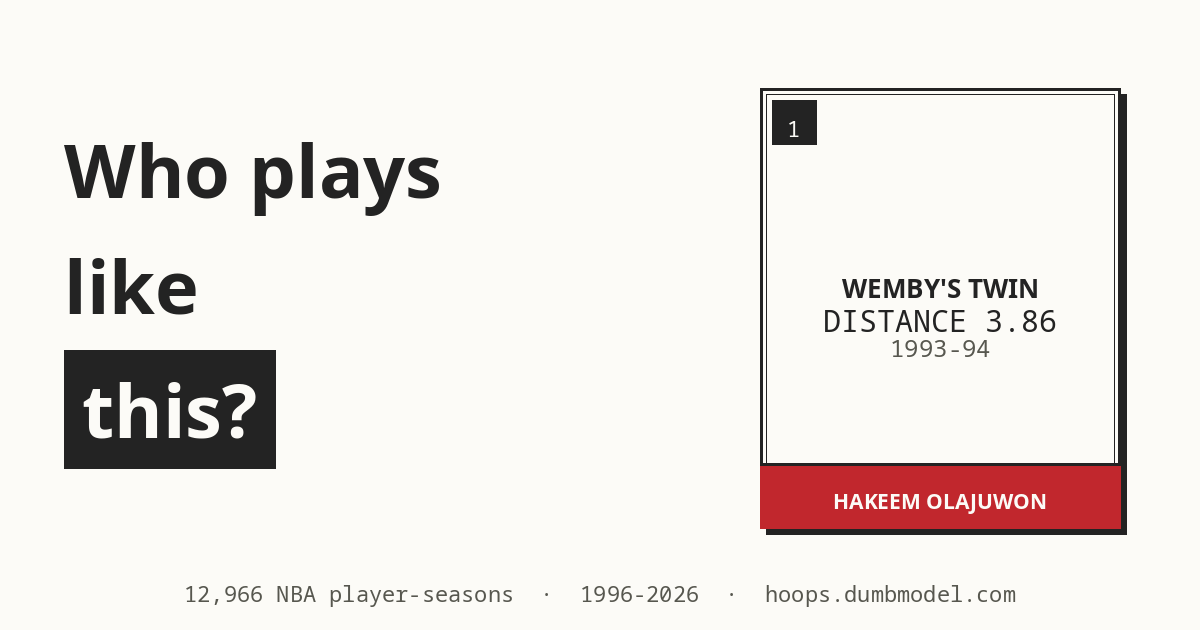 Who plays
like
this?
1
WEMBY'S TWIN
DISTANCE 3.86
1993-94
HAKEEM OLAJUWON
12,966 NBA player-seasons · 1996-2026 · hoops.dumbmodel.com